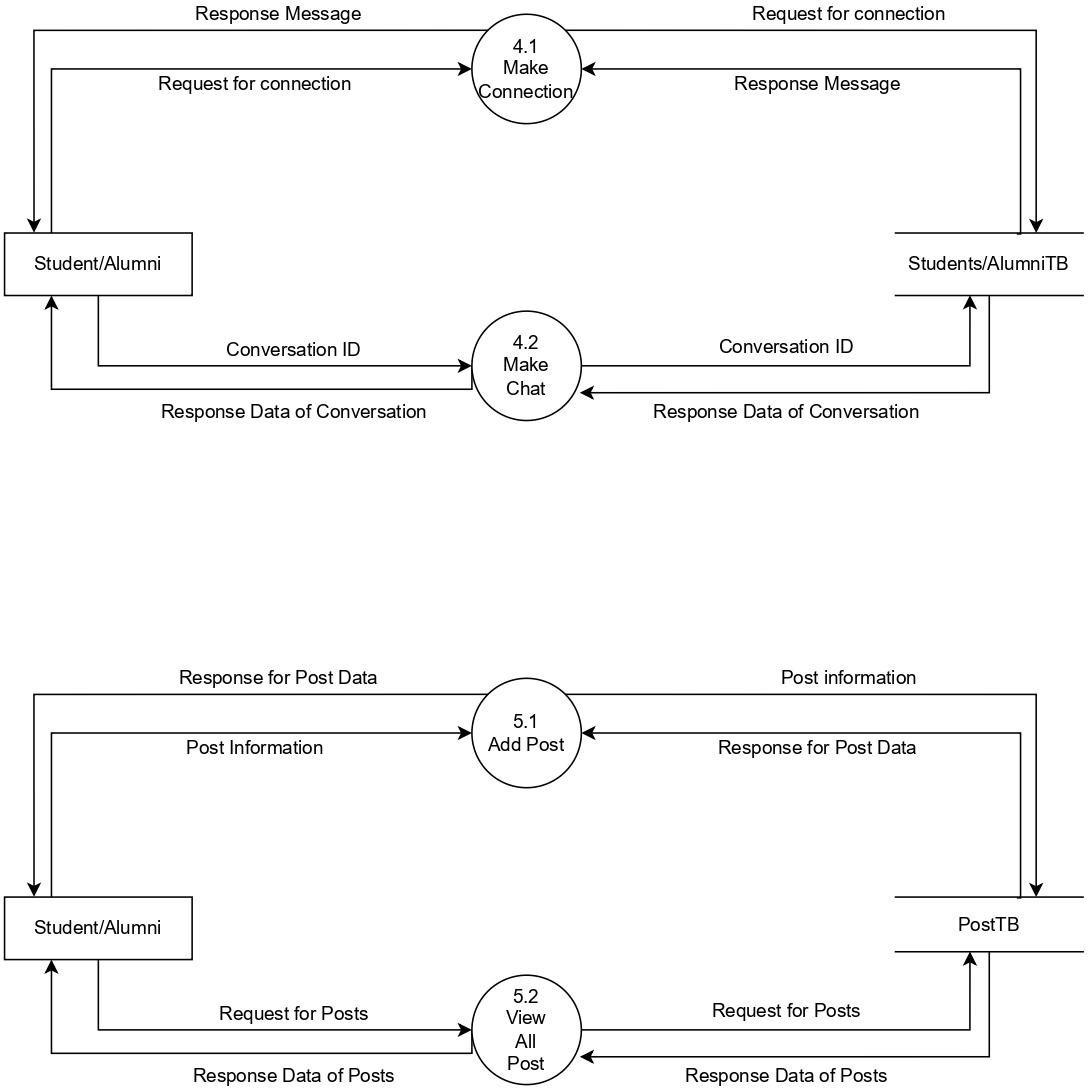 Response Message
Request for connection
4.1
Make
Connection
Request for connection
Response Message
Student/Alumni
Students/AlumniTB
4.2
Make
Chat
Conversation ID
Conversation ID
Response Data of Conversation
Response Data of Conversation
Response for Post Data
Post information
5.1
Add Post
Post Information
Response for Post Data
Student/Alumni
PostTB
5.2
View
All
Post
Request for Posts
Request for Posts
Response Data of Posts
Response Data of Posts